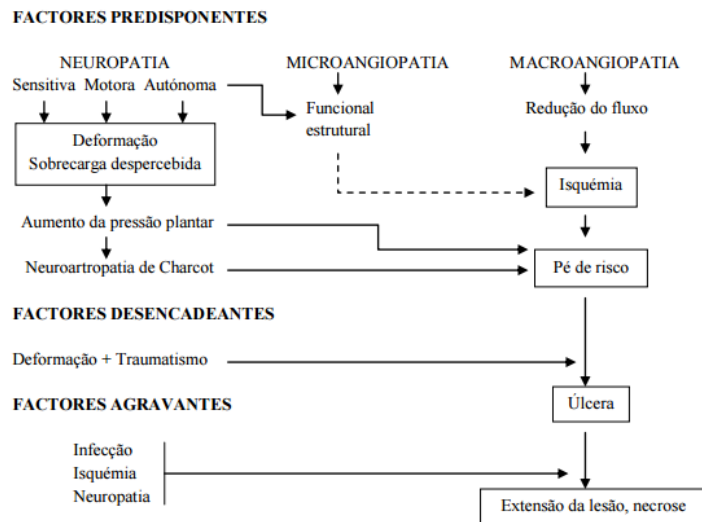 FACTORES PREDISPONENTES
NEUROPATIA MICROANGIOPATIA MACROANGIOPATIA
Sensitiva Motora Autónoma
Funcional
estrutural
Redução do fluxo
Deformação
Sobrecarga despercebida
Isquémia
Aumento da pressão plantar
Neuroartropatia de Charcot
Pé de risco
FACTORES DESENCADEANTES
Deformação + Traumatismo
FACTORES AGRAVANTES
Úlcera
Infecção
Isquémia
Neuropatia
Extensão da lesão, necrose